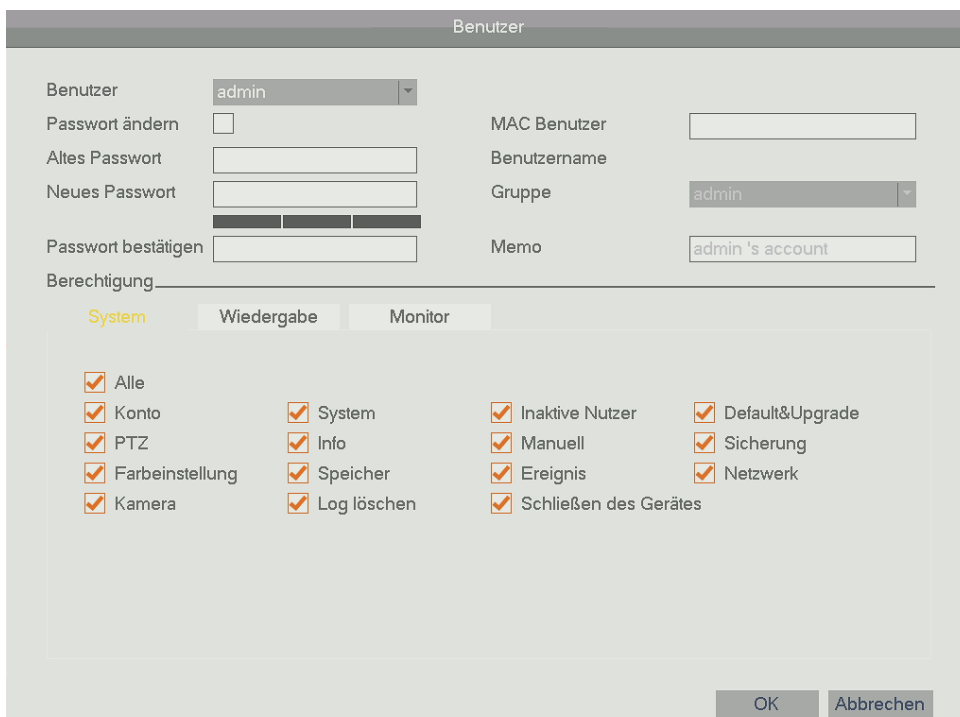 Benutzer
Benutzer admin
Passwort ändern MAC Benutzer
Altes Passwort Benutzername
Neues Passwort Gruppe admin
Passwort bestätigen Memo admin 's account
Berechtigung
System Wiedergabe Monitor
Alle
Konto System Inaktive Nutzer Default&Upgrade
PTZ Info Manuell Sicherung
Farbeinstellung Speicher Ereignis Netzwerk
Kamera Log löschen Schließen des Gerätes
OK Abbrechen